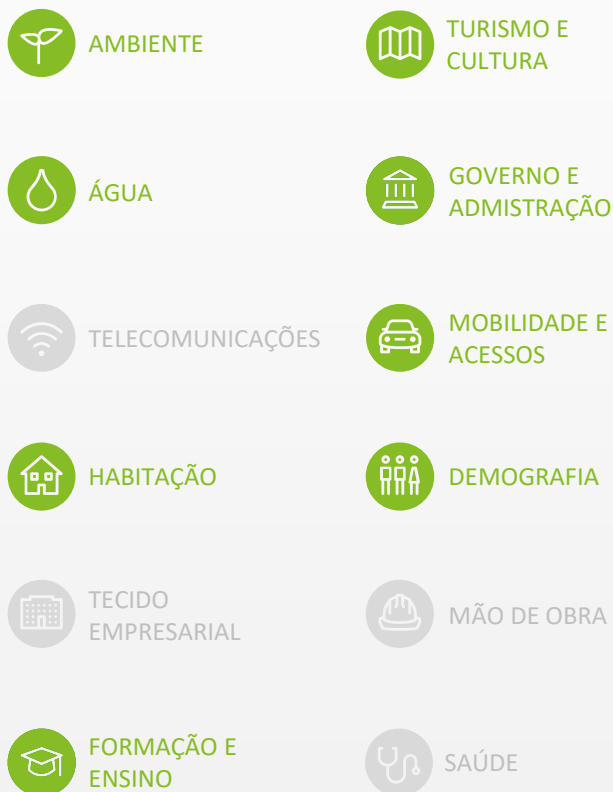 AMBIENTE
TURISMO E
CULTURA
ÁGUA
GOVERNO E
ADMISTRAÇÃO
TELECOMUNICAÇÕES
MOBILIDADE E
ACESSOS
HABITAÇÃO
DEMOGRAFIA
TECIDO
EMPRESARIAL
MÃO DE OBRA
FORMAÇÃO E
ENSINO
SAÚDE